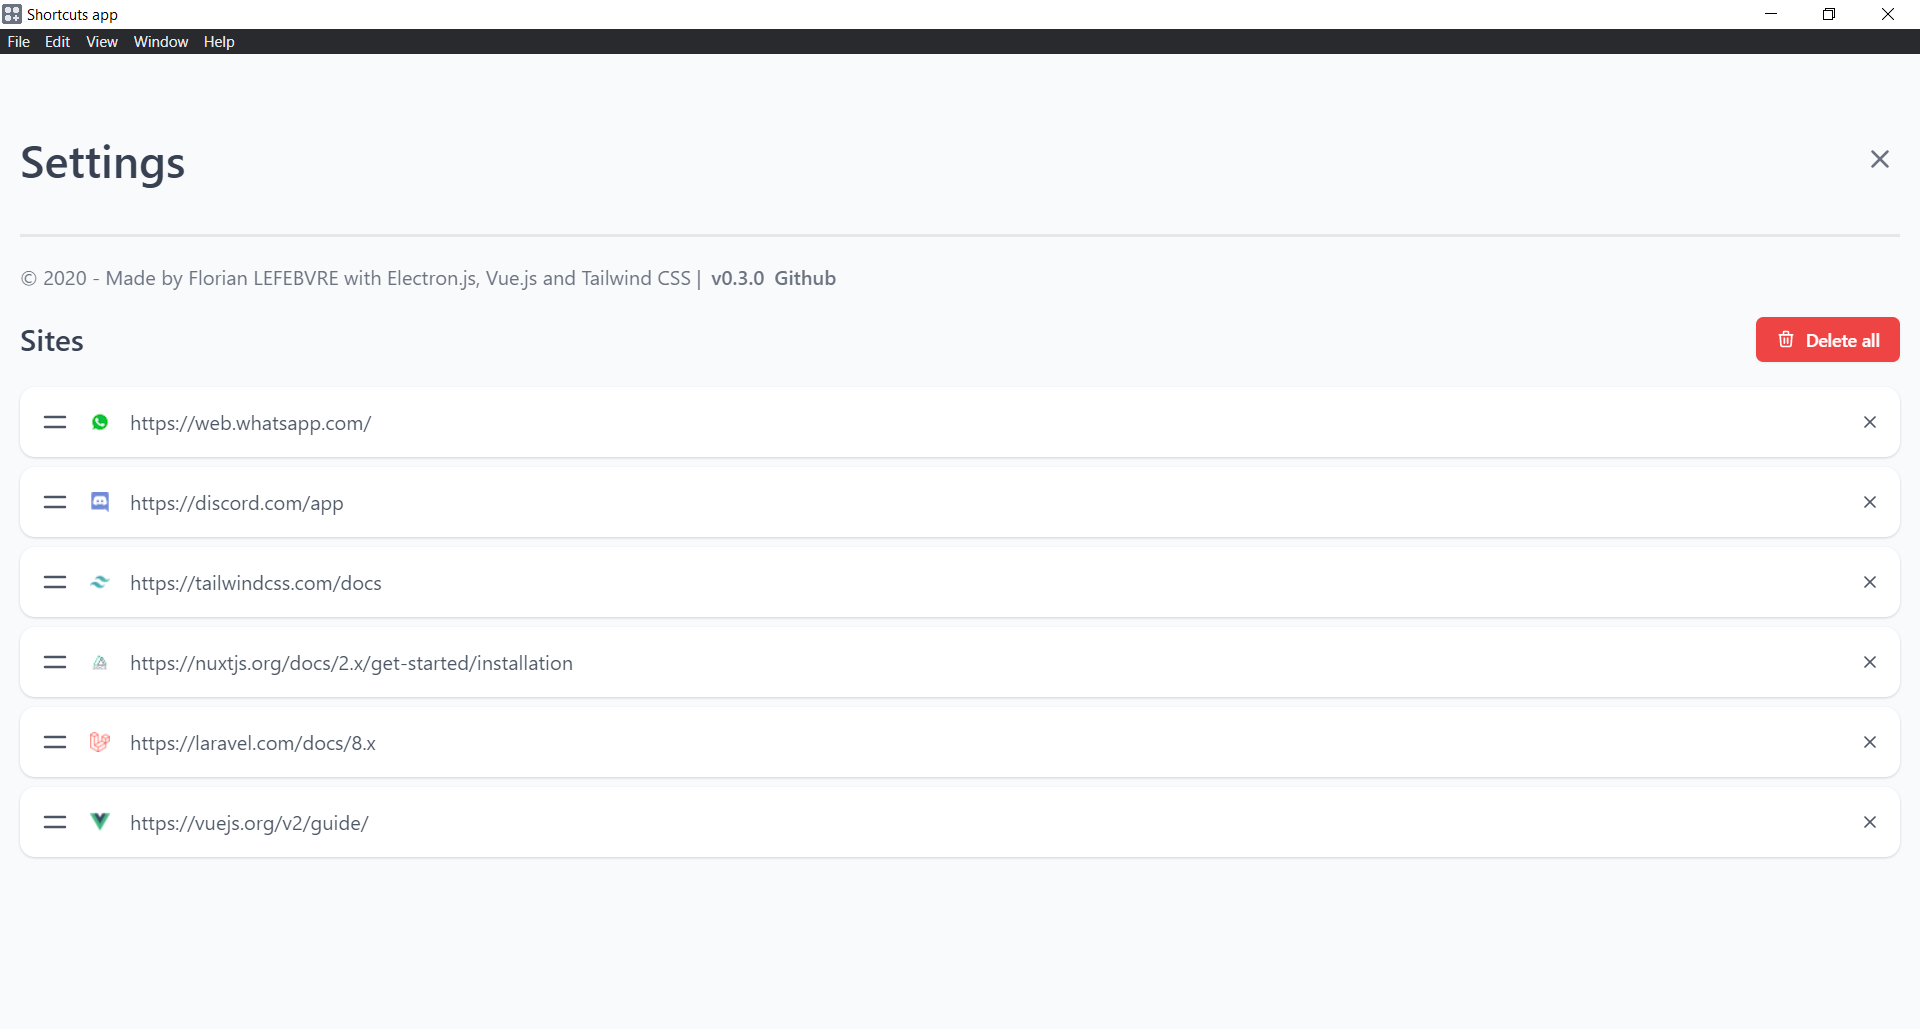 Shortcuts app
File Edit View Window Help
Settings
© 2020 - Made by Florian LEFEBVRE with Electron.js, Vue.js and Tailwind CSS | v0.3.0 Github
Sites
Delete all
https://web.whatsapp.com/
https://discord.com/app
https://tailwindcss.com/docs
https://nuxtjs.org/docs/2.x/get-started/installation
https://laravel.com/docs/8.x
https://vuejs.org/v2/guide/